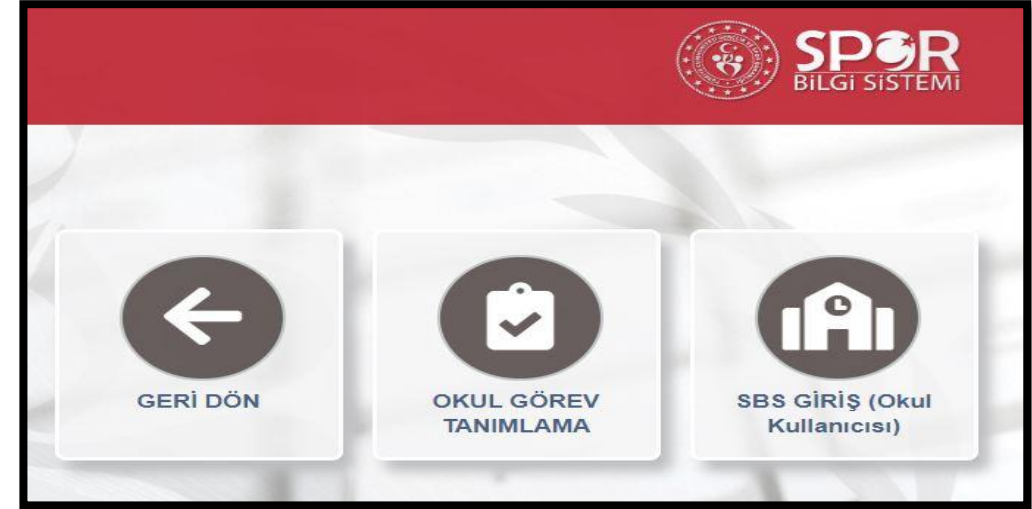 SPOR
BİLGİ SİSTEMİ
GERİ DÖN
OKUL GÖREV
TANIMLAMA
SBS GİRİŞ (Okul
Kullanıcısı)